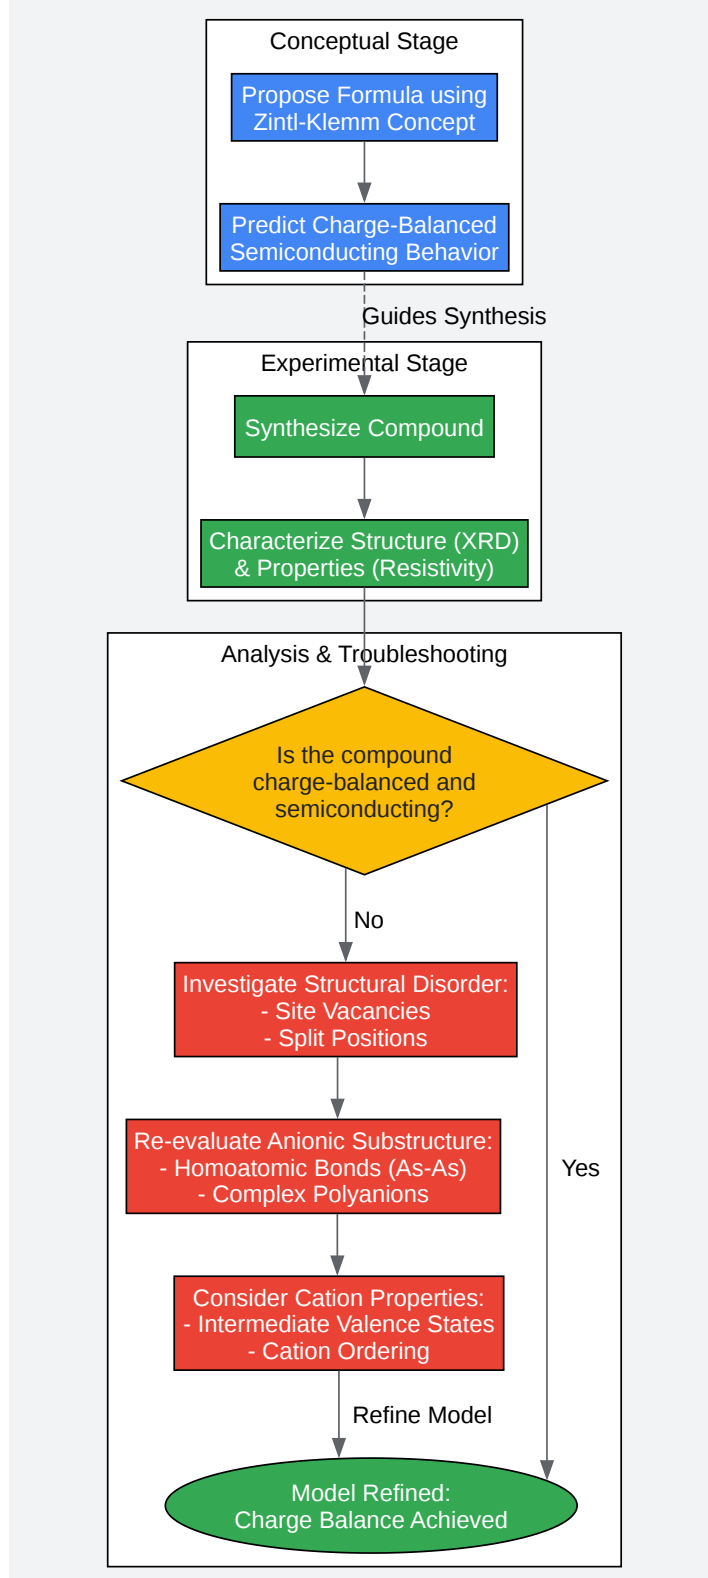 Conceptual Stage
Propose Formula using
Zintl-Klemm Concept
Predict Charge-Balanced
Semiconducting Behavior
Guides Synthesis
Experimental Stage
Synthesize Compound
Characterize Structure (XRD)
& Properties (Resistivity)
Analysis & Troubleshooting
Is the compound
charge-balanced and
semiconducting?
No
Investigate Structural Disorder:
- Site Vacancies
- Split Positions
Re-evaluate Anionic Substructure:
- Homoatomic Bonds (As-As)
- Complex Polyanions
Yes
Consider Cation Properties:
- Intermediate Valence States
- Cation Ordering
Refine Model
Model Refined:
Charge Balance Achieved